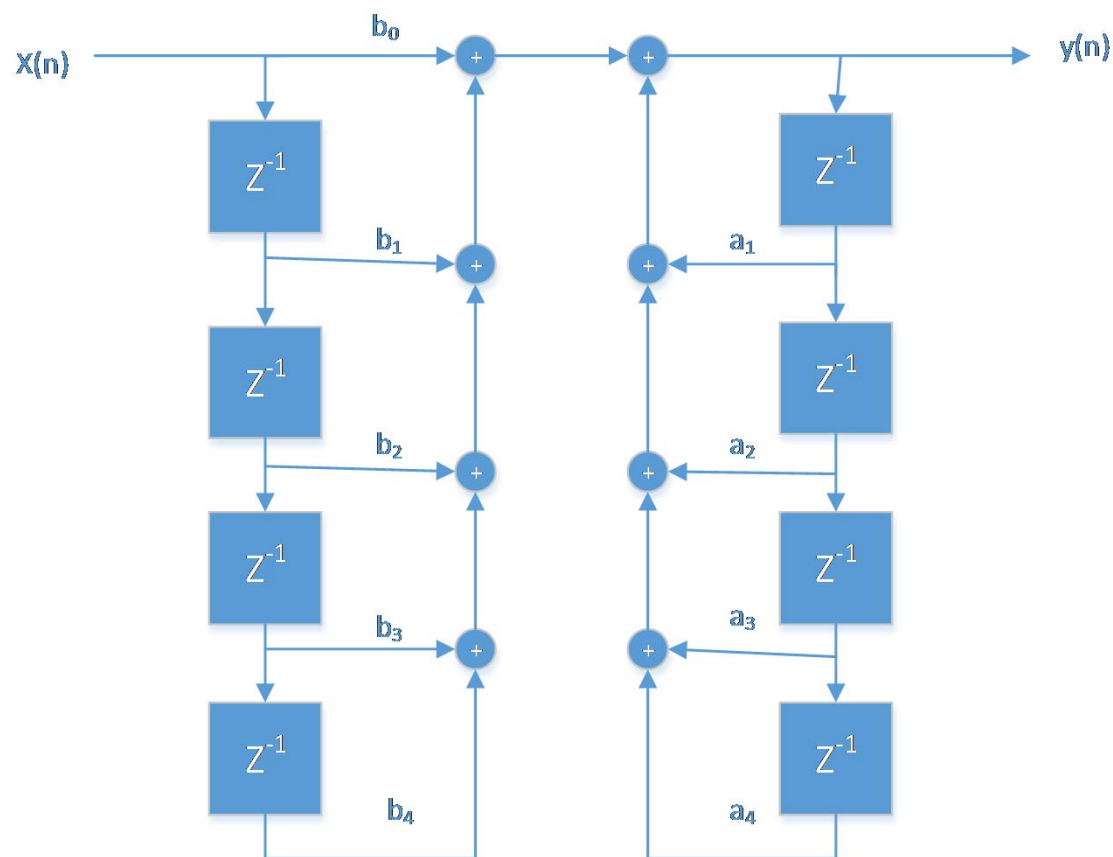 b₀
X(n) + + y(n)
Z⁻¹ Z⁻¹
b₁ + + a₁
Z⁻¹ Z⁻¹
b₂ + + a₂
Z⁻¹ Z⁻¹
b₃ + + a₃
Z⁻¹ Z⁻¹
b₄ a₄